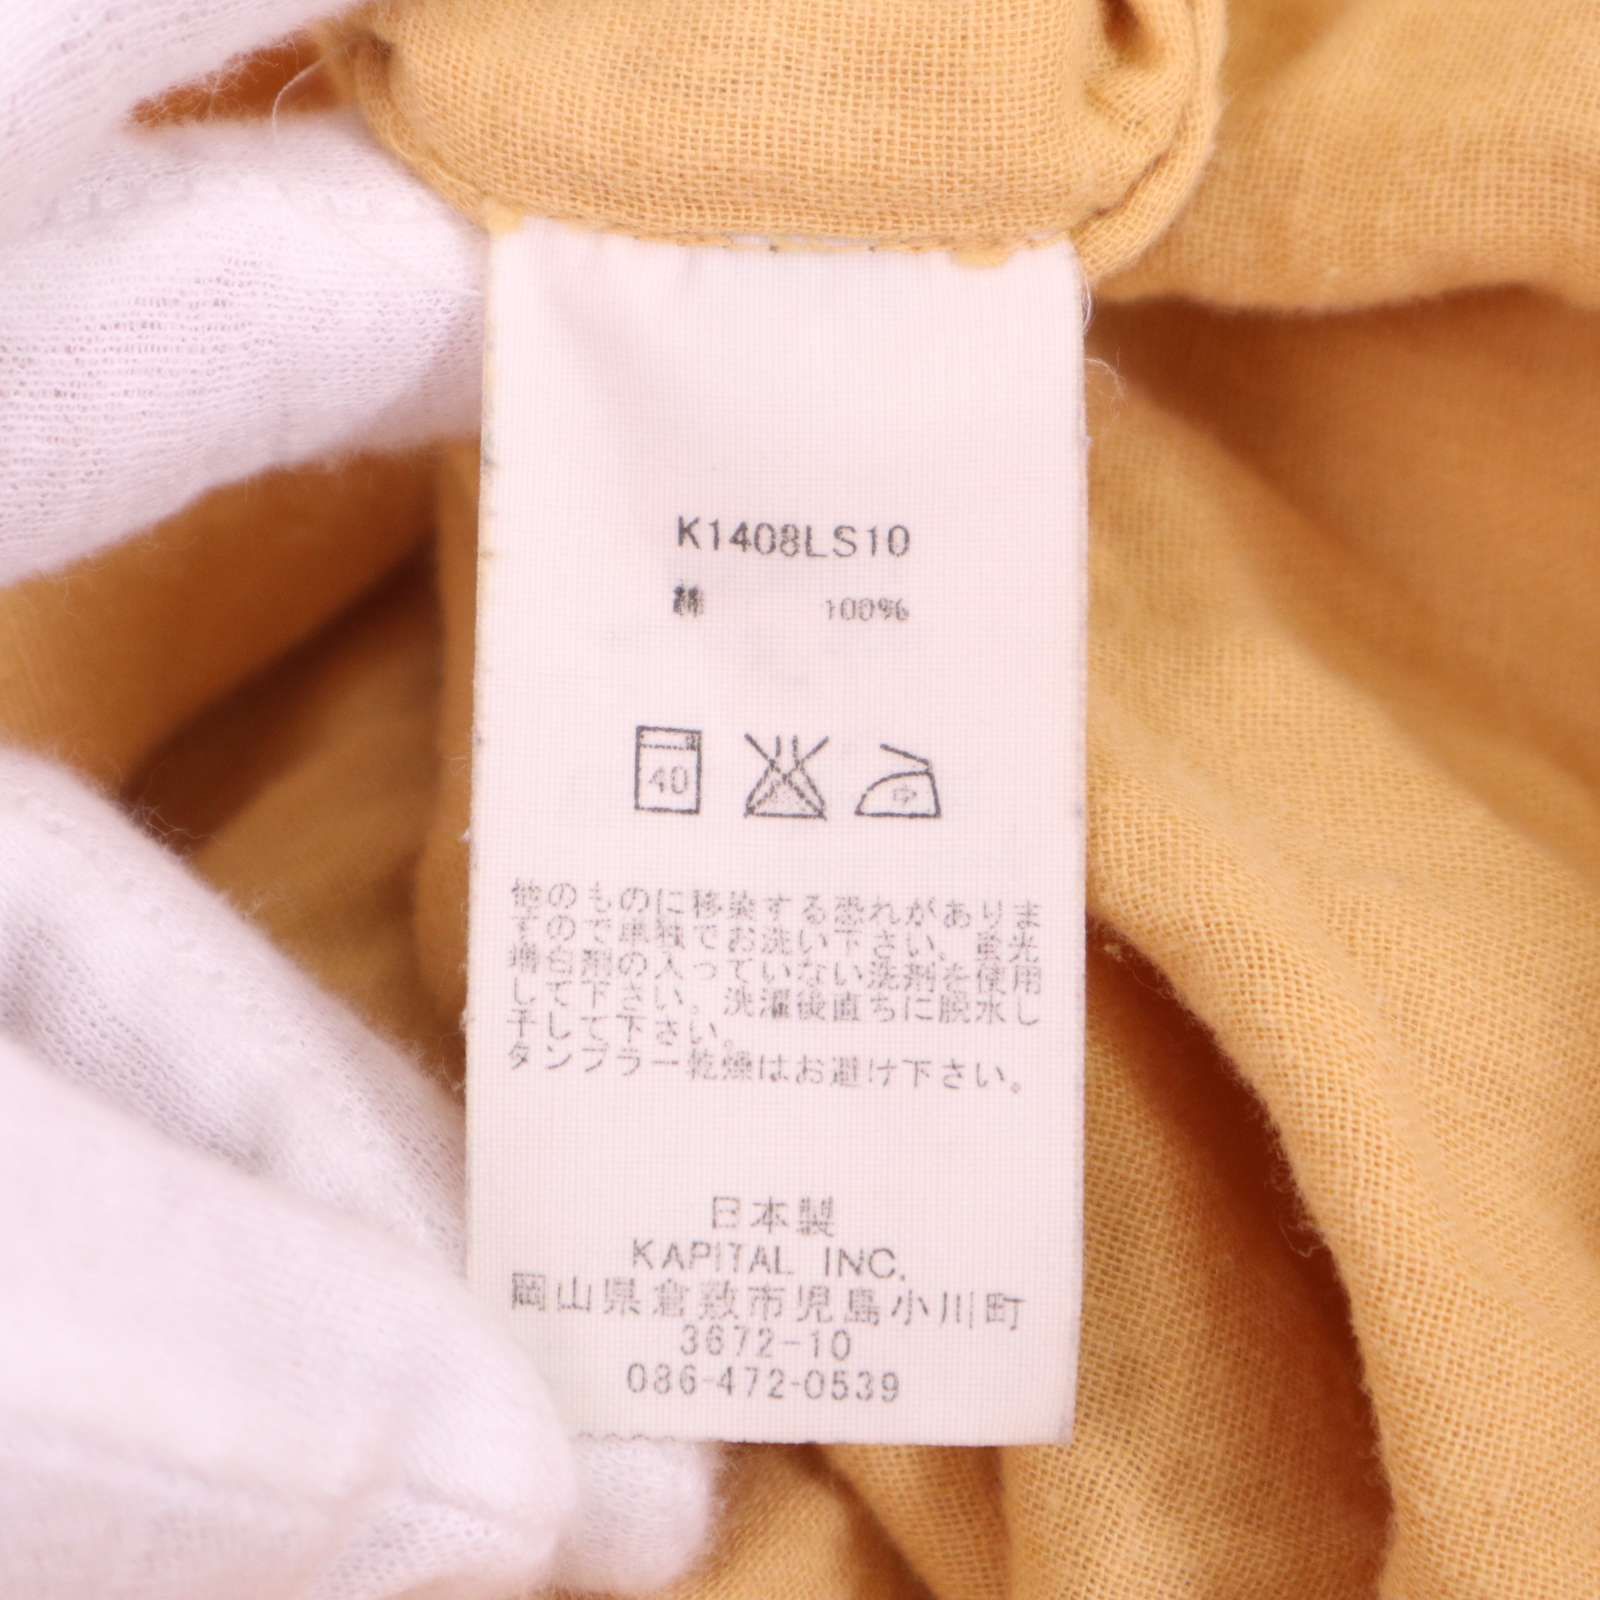 K1408LS10
綿 100%
40
中
他のものに移染する恐れがありま
すので単独でお洗い下さい。蛍光
増白剤の入っていない洗剤を使用
して下さい。洗濯後直ちに脱水し
干して下さい。
タンブラー乾燥はお避け下さい。
日本製
KAPITAL INC.
岡山県倉敷市児島小川町
3672-10
086-472-0539